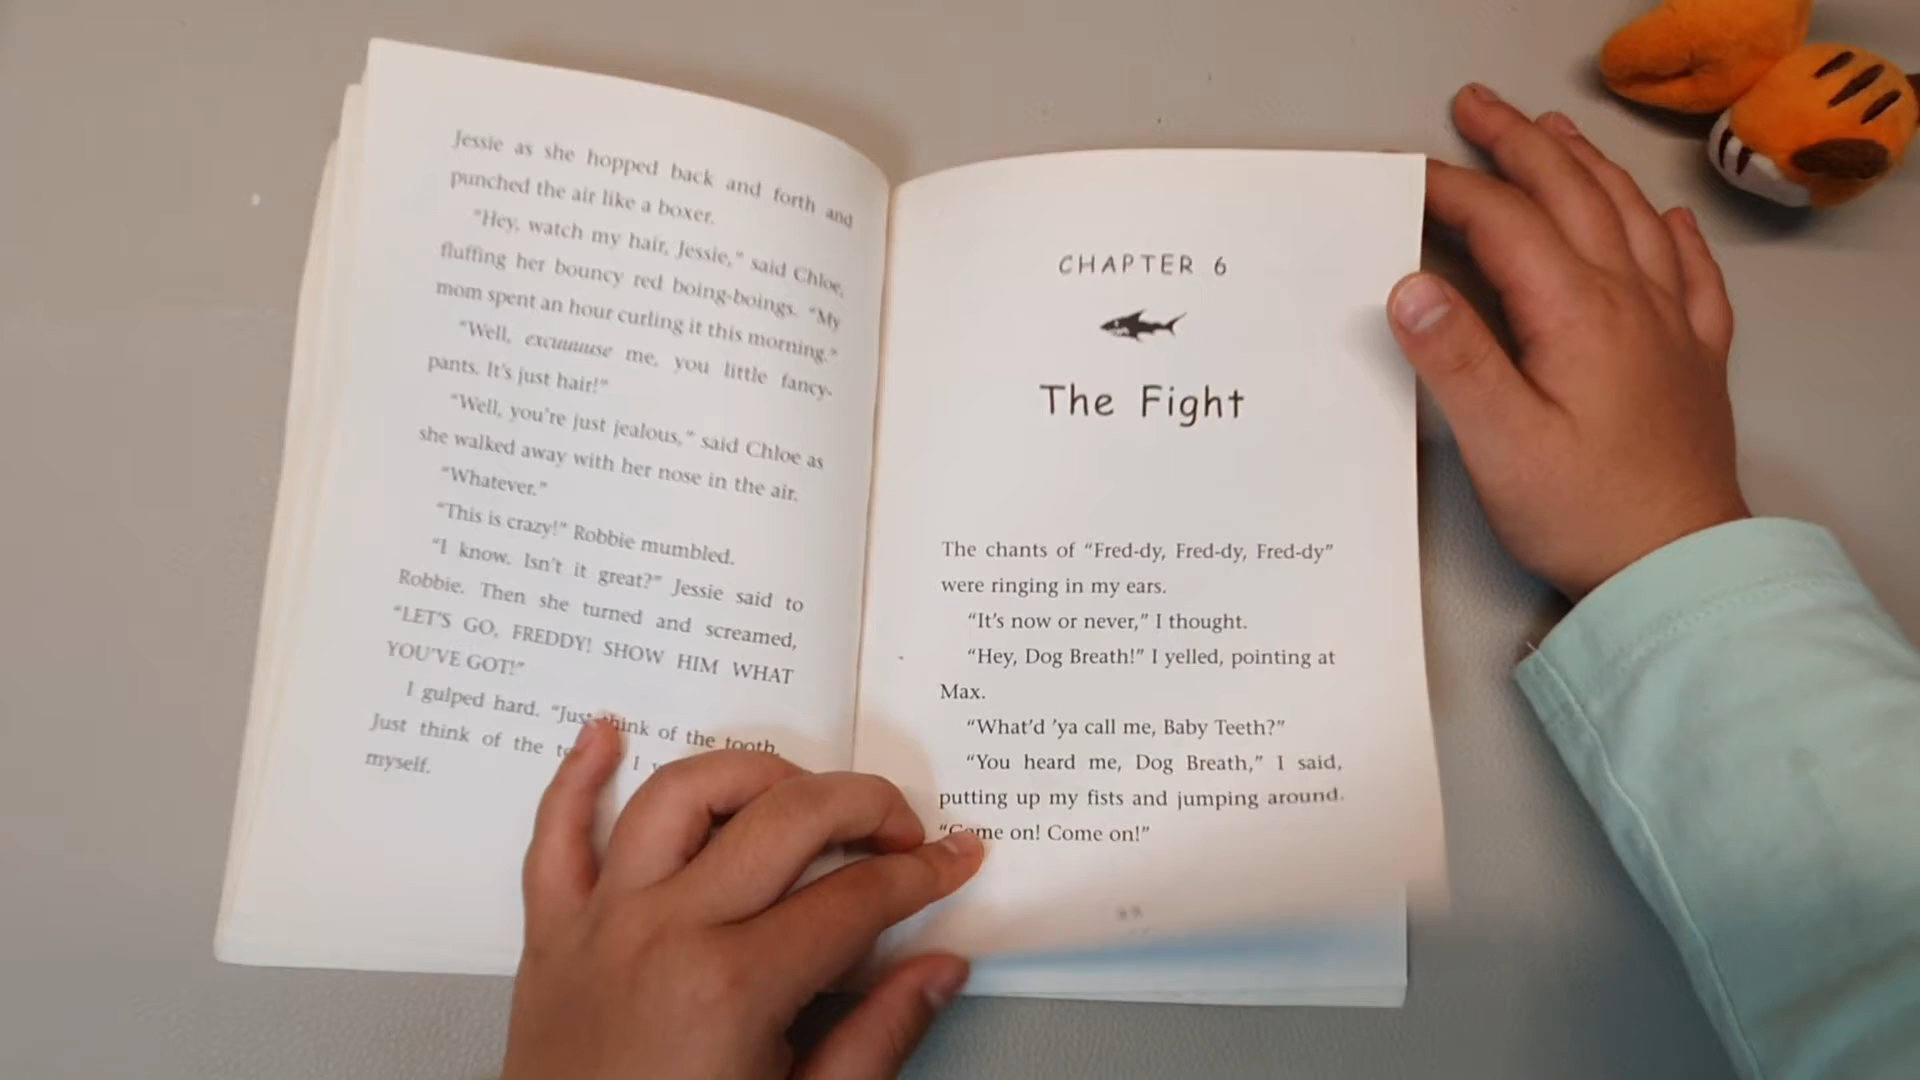 Jessie as she hopped back and forth and
punched the air like a boxer.
“Hey, watch my hair, Jessie,” said Chloe,
fluffing her bouncy red boing-boings. “My
mom spent an hour curling it this morning.”
“Well, excuuuuse me, you little fancy-
pants. It’s just hair!”
“Well, you’re just jealous,” said Chloe as
she walked away with her nose in the air.
“Whatever.”
“This is crazy!” Robbie mumbled.
“I know. Isn’t it great?” Jessie said to
Robbie. Then she turned and screamed,
“LET’S GO, FREDDY! SHOW HIM WHAT
YOU’VE GOT!”
I gulped hard. “Just think of the tooth.
Just think of the I
myself.
CHAPTER 6
The Fight
The chants of “Fred-dy, Fred-dy, Fred-dy”
were ringing in my ears.
“It’s now or never,” I thought.
“Hey, Dog Breath!” I yelled, pointing at
Max.
“What’d ’ya call me, Baby Teeth?”
“You heard me, Dog Breath,” I said,
putting up my fists and jumping around.
“Come on! Come on!”